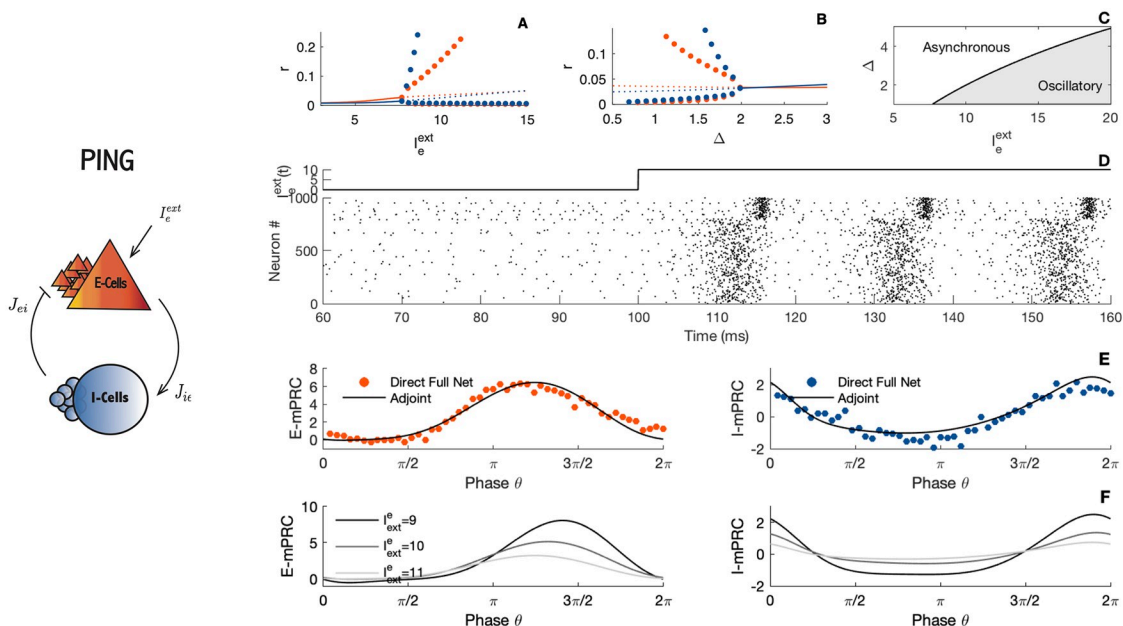 PING
I_e^ext
E-Cells
J_ei
I-Cells
A
r
0.2
0.1
0
5
10
15
I_e^ext
B
r
0.1
0.05
0
0.5
1
1.5
2
2.5
3
Δ
C
Δ
4
2
Asynchronous
Oscillatory
5
10
15
20
I_e^ext
D
I_e^ext(t)
10
5
0
Neuron #
1000
500
0
60
70
80
90
100
110
120
130
140
150
160
Time (ms)
E
E-mPRC
8
6
4
2
0
Direct Full Net
Adjoint
0
π/2
π
3π/2
2π
Phase θ
I-mPRC
2
0
-2
Direct Full Net
Adjoint
0
π/2
π
3π/2
2π
Phase θ
F
E-mPRC
10
5
0
I^e_ext=9
I^e_ext=10
I^e_ext=11
0
π/2
π
3π/2
2π
Phase θ
I-mPRC
2
0
-2
0
π/2
π
3π/2
2π
Phase θ